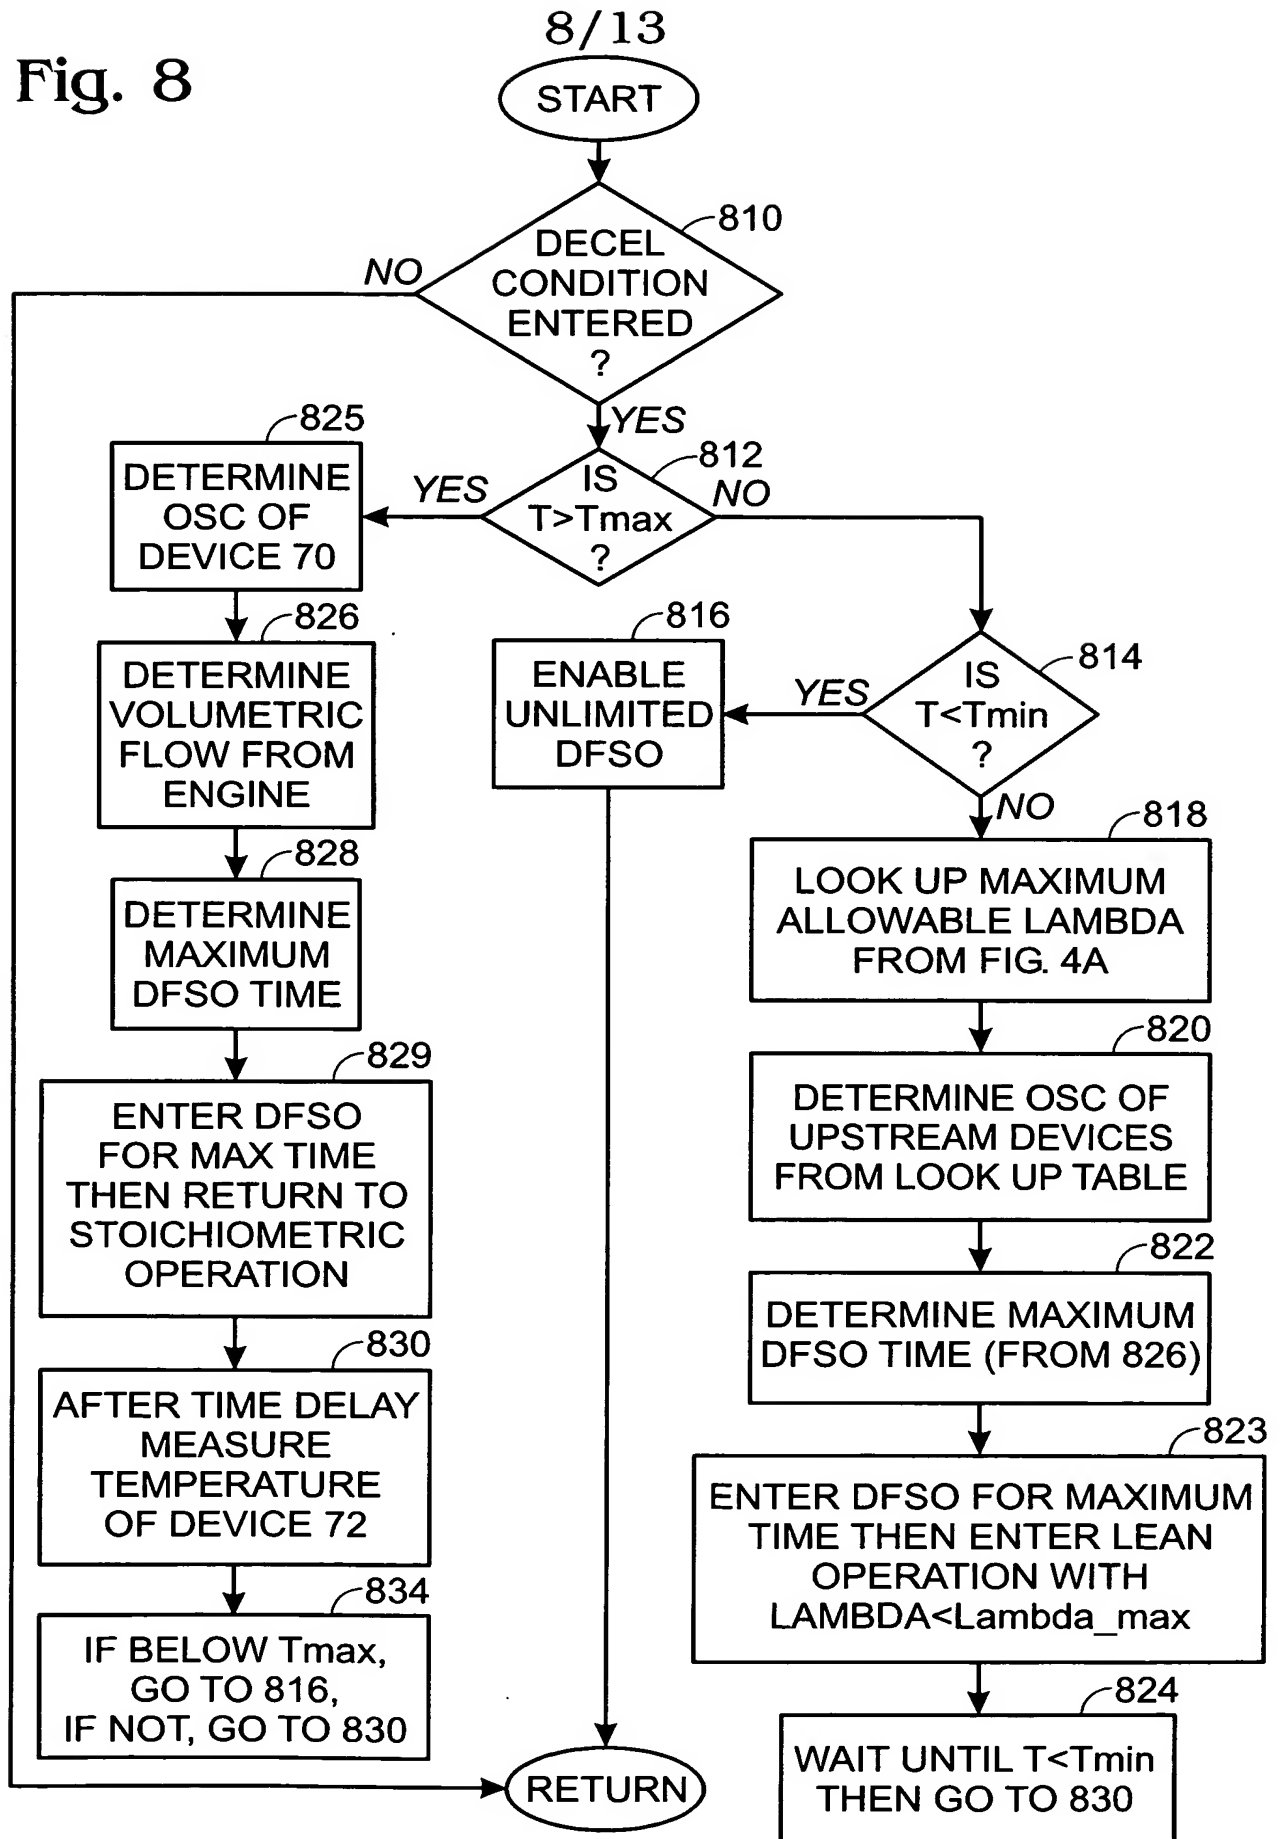 8/13
Fig. 8
START
810
DECEL
CONDITION
ENTERED
?
NO
YES
812
IS
T>Tmax
?
YES
NO
825
DETERMINE
OSC OF
DEVICE 70
826
DETERMINE
VOLUMETRIC
FLOW FROM
ENGINE
828
DETERMINE
MAXIMUM
DFSO TIME
829
ENTER DFSO
FOR MAX TIME
THEN RETURN TO
STOICHIOMETRIC
OPERATION
830
AFTER TIME DELAY
MEASURE
TEMPERATURE
OF DEVICE 72
834
IF BELOW Tmax,
GO TO 816,
IF NOT, GO TO 830
814
IS
T<Tmin
?
YES
NO
816
ENABLE
UNLIMITED
DFSO
818
LOOK UP MAXIMUM
ALLOWABLE LAMBDA
FROM FIG. 4A
820
DETERMINE OSC OF
UPSTREAM DEVICES
FROM LOOK UP TABLE
822
DETERMINE MAXIMUM
DFSO TIME (FROM 826)
823
ENTER DFSO FOR MAXIMUM
TIME THEN ENTER LEAN
OPERATION WITH
LAMBDA<Lambda_max
824
WAIT UNTIL T<Tmin
THEN GO TO 830
RETURN